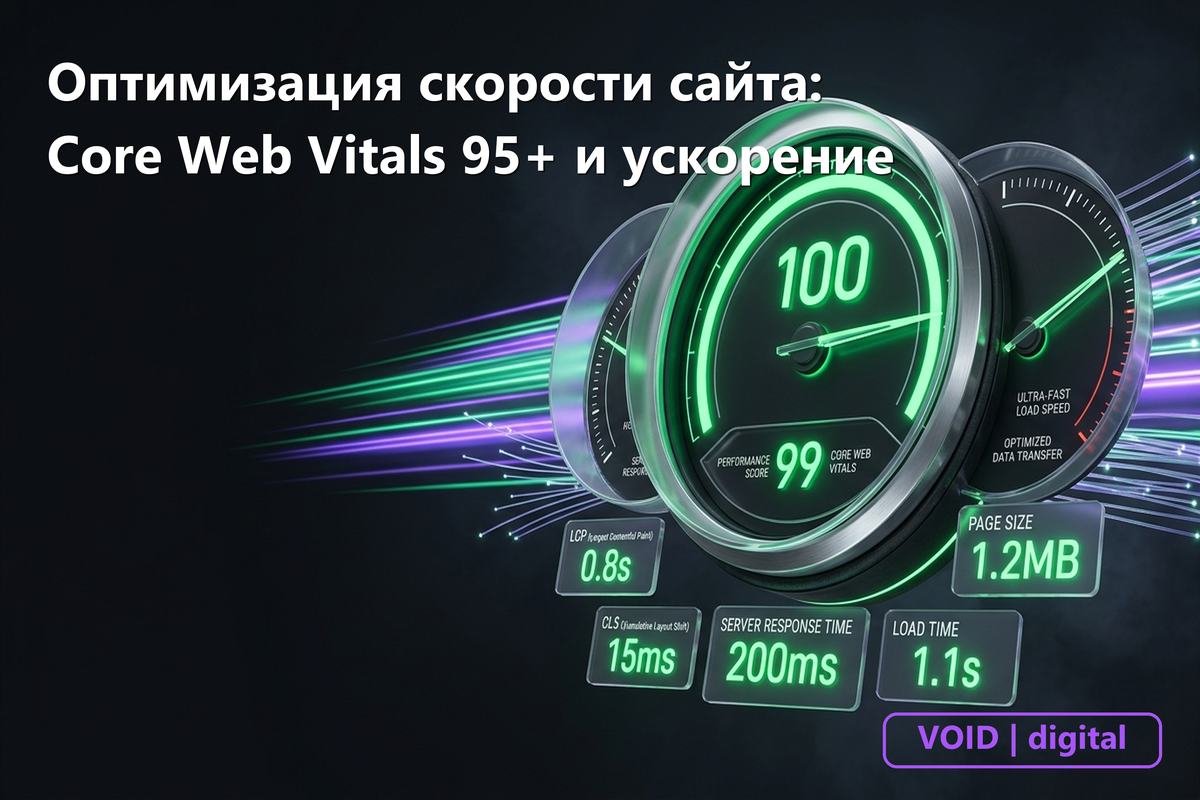 Оптимизация скорости сайта:
Core Web Vitals 95+ и ускорение
100
PERFORMANCE
SCORE
99
CORE WEB
VITALS
ULTRA-FAST
LOAD SPEED
OPTIMIZED
DATA TRANSFER
LCP
0.8s
PAGE SIZE
1.2MB
CLS
15ms
SERVER RESPONSE TIME
200ms
LOAD TIME
1.1s
VOID | digital